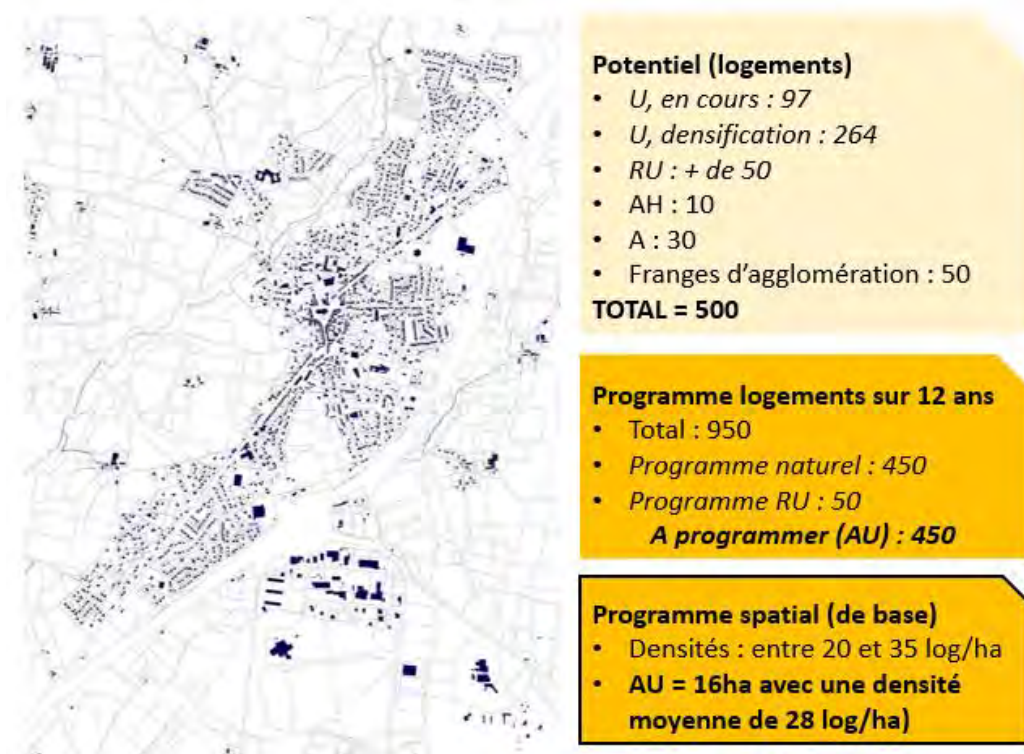 Potentiel (logements)
• U, en cours : 97
• U, densification : 264
• RU : + de 50
• AH : 10
• A : 30
• Franges d'agglomération : 50
TOTAL = 500
Programme logements sur 12 ans
• Total : 950
• Programme naturel : 450
• Programme RU : 50
A programmer (AU) : 450
Programme spatial (de base)
• Densités : entre 20 et 35 log/ha
• AU = 16ha avec une densité
moyenne de 28 log/ha)